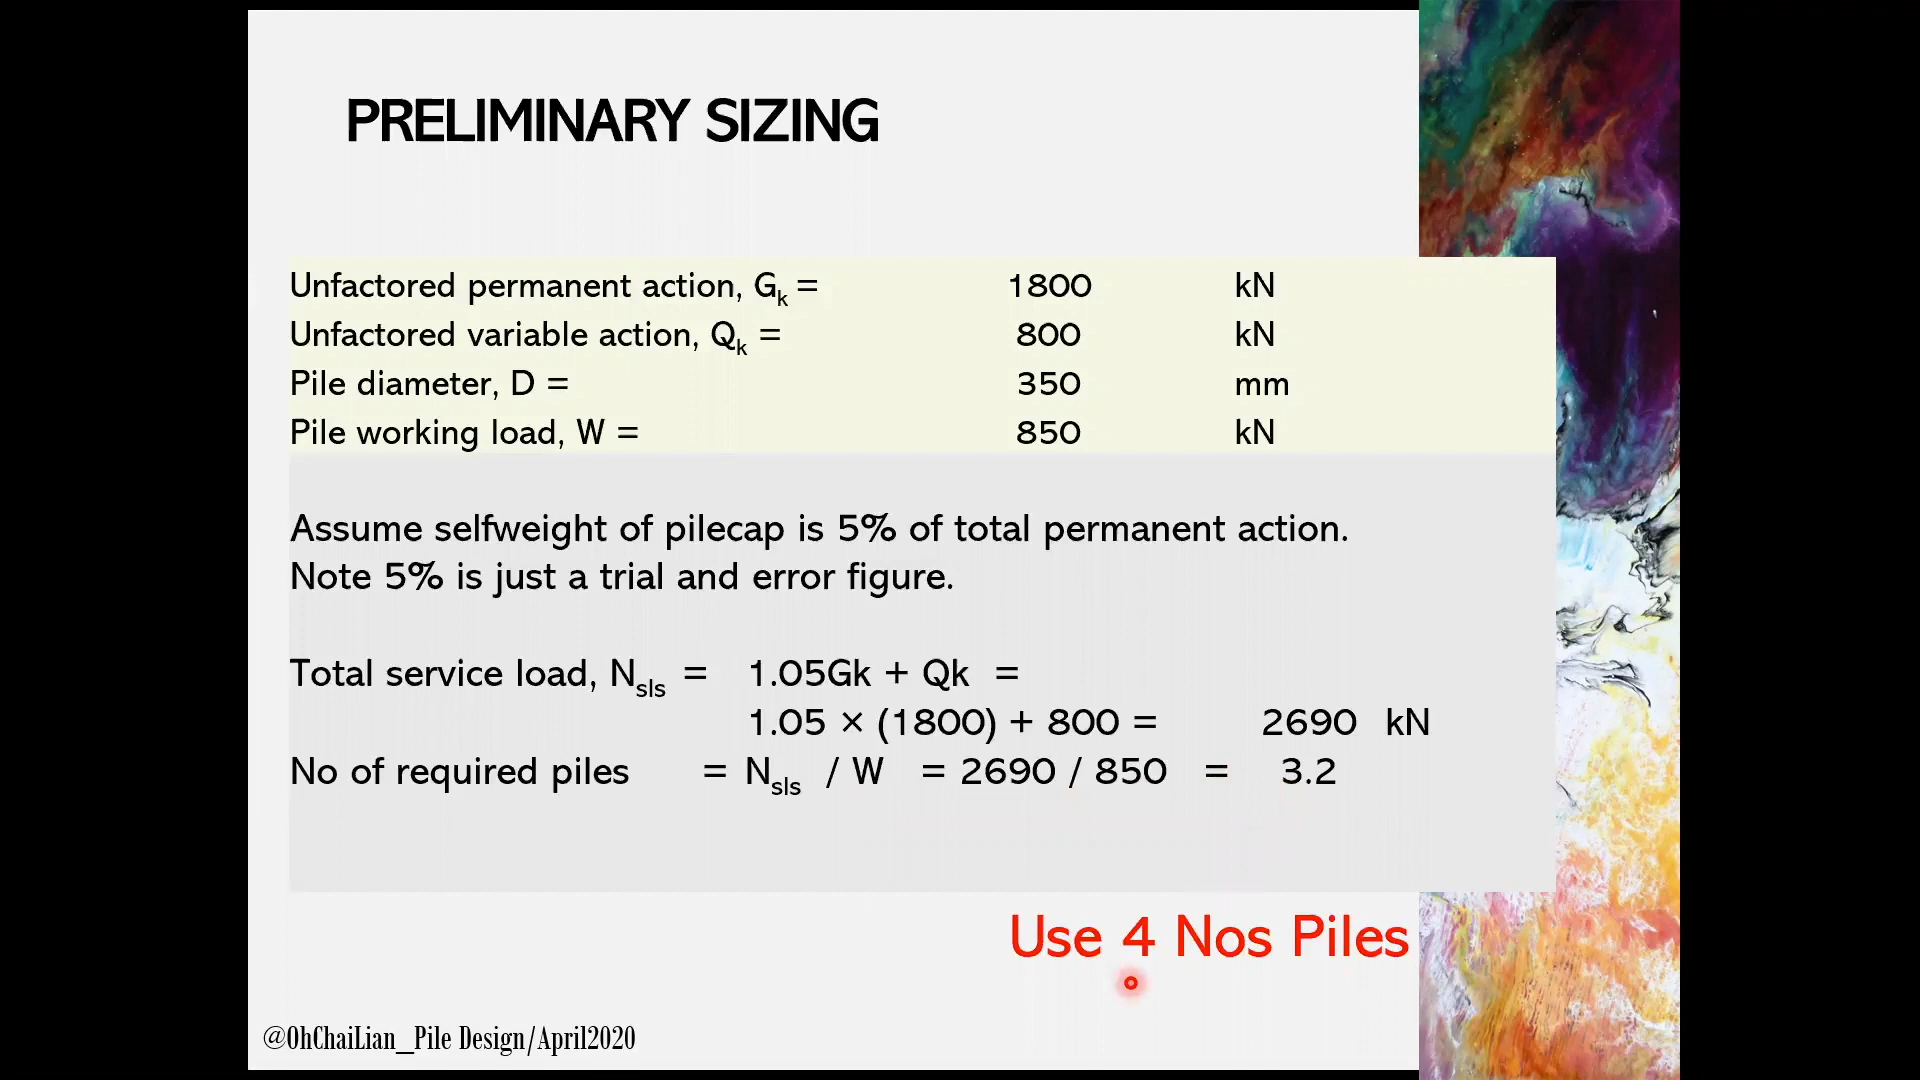 PRELIMINARY SIZING
Unfactored permanent action, Gk = 1800 kN
Unfactored variable action, Qk = 800 kN
Pile diameter, D = 350 mm
Pile working load, W = 850 kN
Assume selfweight of pilecap is 5% of total permanent action.
Note 5% is just a trial and error figure.
Total service load, Nsls = 1.05Gk + Qk =
1.05 × (1800) + 800 = 2690 kN
No of required piles = Nsls / W = 2690 / 850 = 3.2
Use 4 Nos Piles
@OhChaiLian_Pile Design/April2020